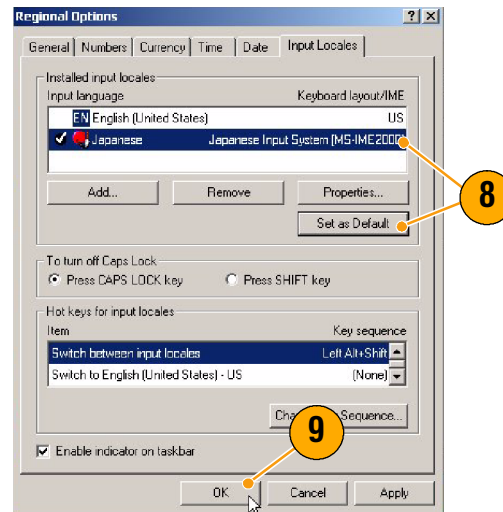 Regional Options
General Numbers Currency Time Date Input Locales
Installed input locales
Input language Keyboard layout/IME
EN English (United States) US
Japanese Japanese Input System (MS-IME2000)
Add... Remove Properties...
8
Set as Default
To turn off Caps Lock
Press CAPS LOCK key Press SHIFT key
Hot keys for input locales
Item Key sequence
Switch between input locales Left Alt+Shift
Switch to English (United States) - US (None)
Sequence...
9
Enable indicator on taskbar
OK Cancel Apply